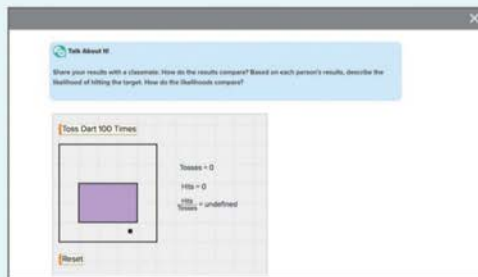 Talk About It!
Share your results with a classmate. How do the results compare? Based on each person's results, describe the
likelihood of hitting the target. How do the likelihoods compare?
Toss Dart 100 Times
Tosses = 0
Hits = 0
Hits
Tosses = undefined
Reset